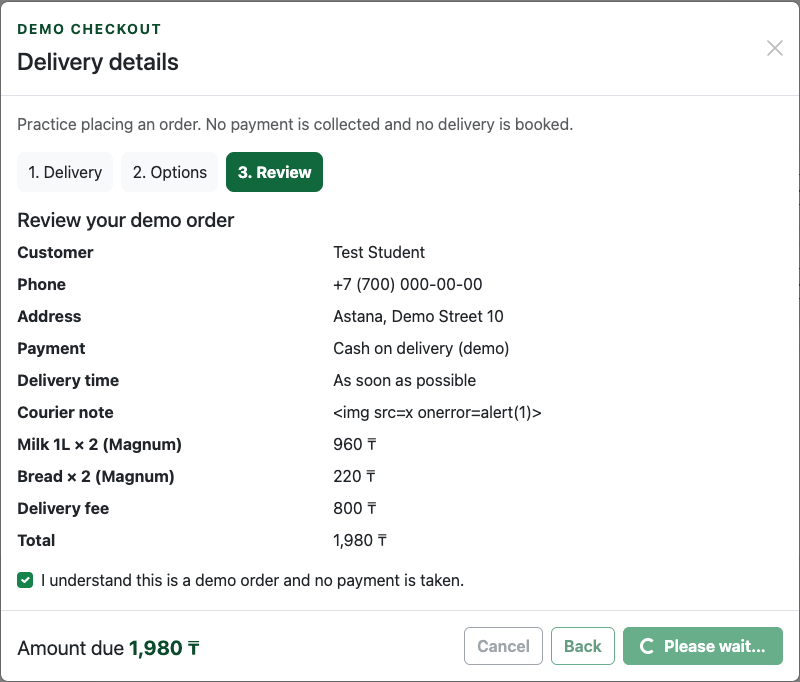 DEMO CHECKOUT
Delivery details
Practice placing an order. No payment is collected and no delivery is booked.
1. Delivery 2. Options 3. Review
Review your demo order
Customer Test Student
Phone +7 (700) 000-00-00
Address Astana, Demo Street 10
Payment Cash on delivery (demo)
Delivery time As soon as possible
Courier note <img src=x onerror=alert(1)>
Milk 1L × 2 (Magnum) 960 ₸
Bread × 2 (Magnum) 220 ₸
Delivery fee 800 ₸
Total 1,980 ₸
I understand this is a demo order and no payment is taken.
Amount due 1,980 ₸ Cancel Back Please wait...